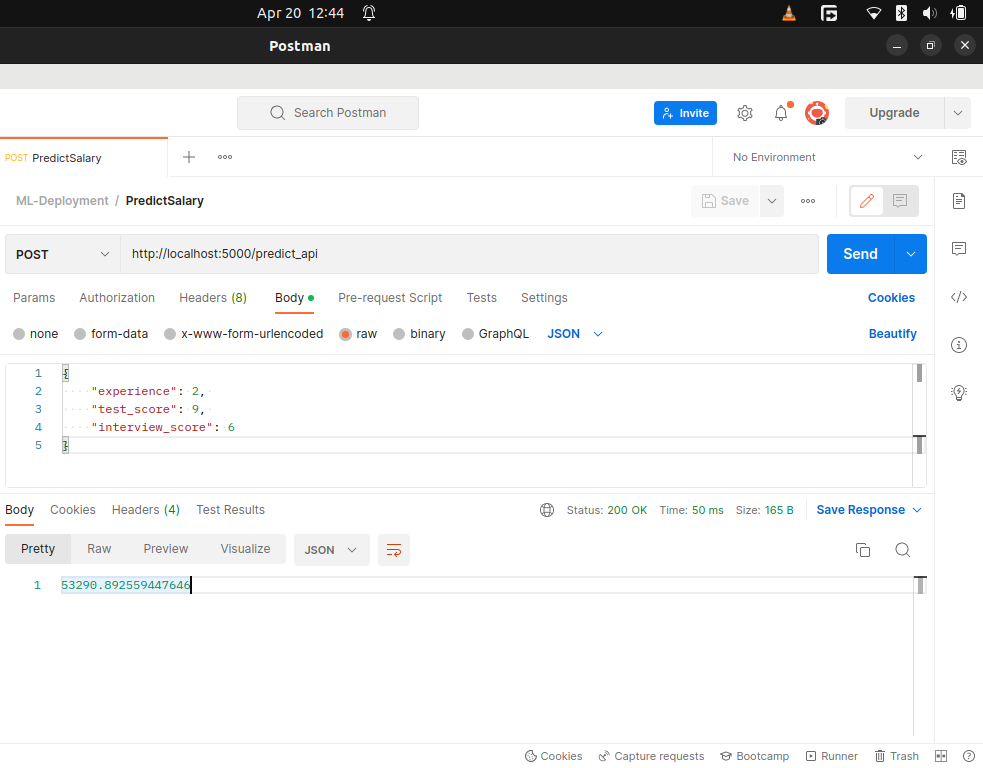 Apr 20 12:44
Postman
Search Postman
Invite
Upgrade
POST PredictSalary
No Environment
ML-Deployment / PredictSalary
Save
POST
http://localhost:5000/predict_api
Send
Params Authorization Headers (8) Body Pre-request Script Tests Settings Cookies
none form-data x-www-form-urlencoded raw binary GraphQL JSON Beautify
1 {
2 "experience": 2,
3 "test_score": 9,
4 "interview_score": 6
5 }
Body Cookies Headers (4) Test Results Status: 200 OK Time: 50 ms Size: 165 B Save Response
Pretty Raw Preview Visualize JSON
1 53290.892559447646
Cookies Capture requests Bootcamp Runner Trash